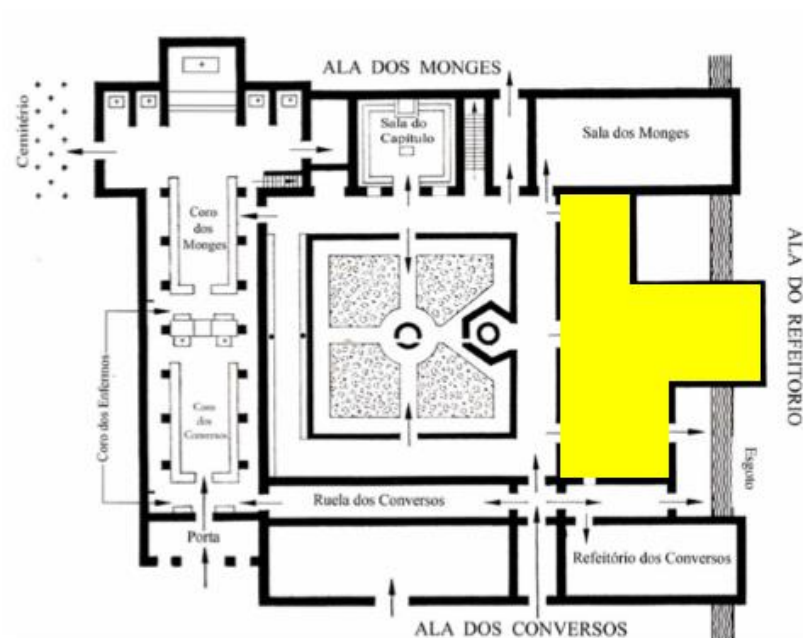 ALA DOS MONGES
Cemitério
Sala do
Capítulo
Sala dos Monges
Coro
dos
Monges
ALA DO REFEITÓRIO
Coro dos Enfermos
Coro
dos
Conversos
Esgoto
Ruela dos Conversos
Porta
Refeitório dos Conversos
ALA DOS CONVERSOS